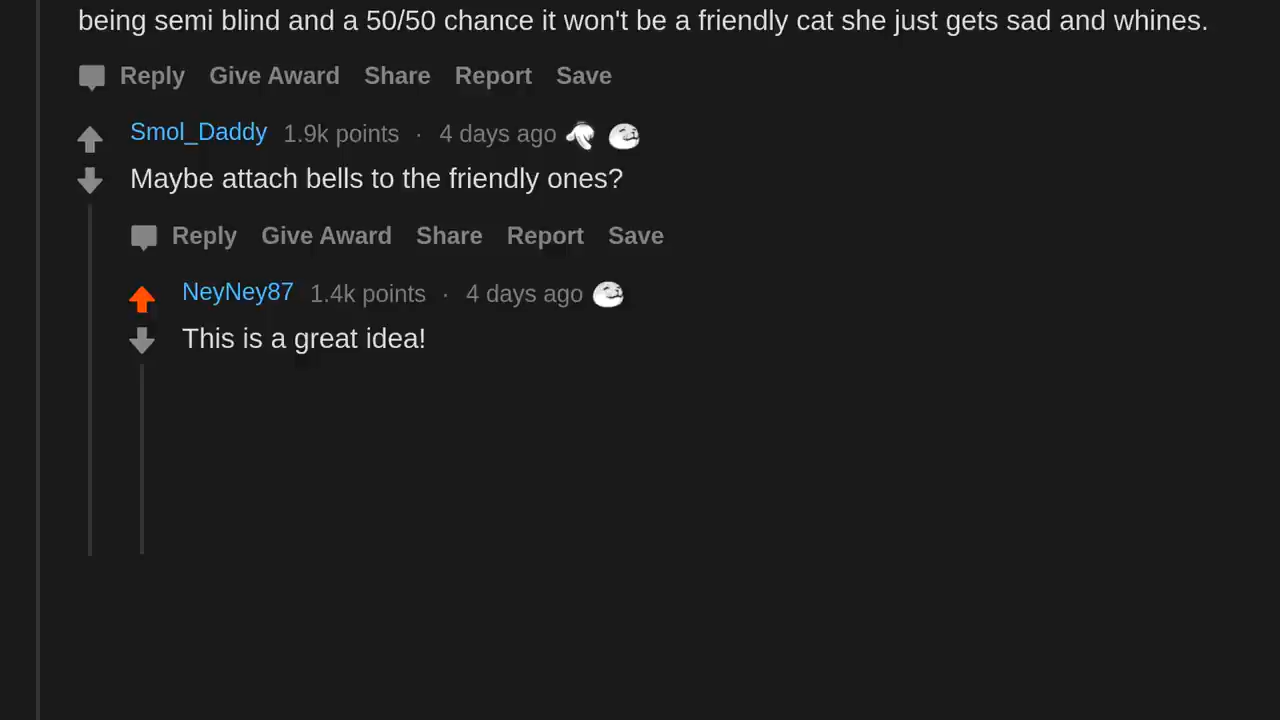 being semi blind and a 50/50 chance it won't be a friendly cat she just gets sad and whines.
Reply Give Award Share Report Save
Smol_Daddy 1.9k points · 4 days ago
Maybe attach bells to the friendly ones?
Reply Give Award Share Report Save
NeyNey87 1.4k points · 4 days ago
This is a great idea!